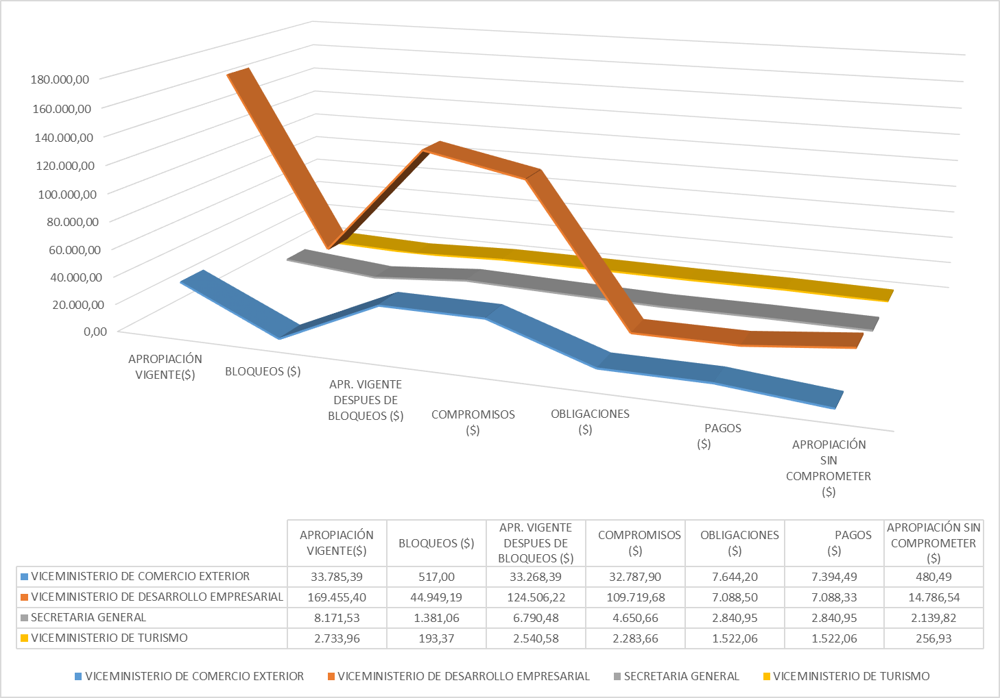 180.000,00
160.000,00
140.000,00
120.000,00
100.000,00
80.000,00
60.000,00
40.000,00
20.000,00
0,00
APROPIACIÓN
VIGENTE($)
BLOQUEOS ($)
APR. VIGENTE
DESPUES DE
BLOQUEOS ($)
COMPROMISOS
($)
OBLIGACIONES
($)
PAGOS
($)
APROPIACIÓN
SIN
COMPROMETER
($)
APROPIACIÓN
VIGENTE($)
BLOQUEOS ($)
APR. VIGENTE
DESPUES DE
BLOQUEOS ($)
COMPROMISOS
($)
OBLIGACIONES
($)
PAGOS
($)
APROPIACIÓN SIN
COMPROMETER
($)
VICEMINISTERIO DE COMERCIO EXTERIOR 33.785,39 517,00 33.268,39 32.787,90 7.644,20 7.394,49 480,49
VICEMINISTERIO DE DESARROLLO EMPRESARIAL 169.455,40 44.949,19 124.506,22 109.719,68 7.088,50 7.088,33 14.786,54
SECRETARIA GENERAL 8.171,53 1.381,06 6.790,48 4.650,66 2.840,95 2.840,95 2.139,82
VICEMINISTERIO DE TURISMO 2.733,96 193,37 2.540,58 2.283,66 1.522,06 1.522,06 256,93
VICEMINISTERIO DE COMERCIO EXTERIOR VICEMINISTERIO DE DESARROLLO EMPRESARIAL SECRETARIA GENERAL VICEMINISTERIO DE TURISMO